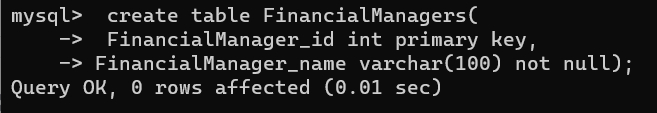 mysql>  create table FinancialManagers(
    ->  FinancialManager_id int primary key,
    -> FinancialManager_name varchar(100) not null);
Query OK, 0 rows affected (0.01 sec)